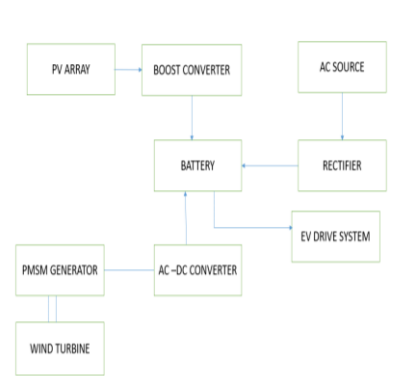 PV ARRAY
BOOST CONVERTER
AC SOURCE
BATTERY
RECTIFIER
EV DRIVE SYSTEM
PMSM GENERATOR
AC –DC CONVERTER
WIND TURBINE